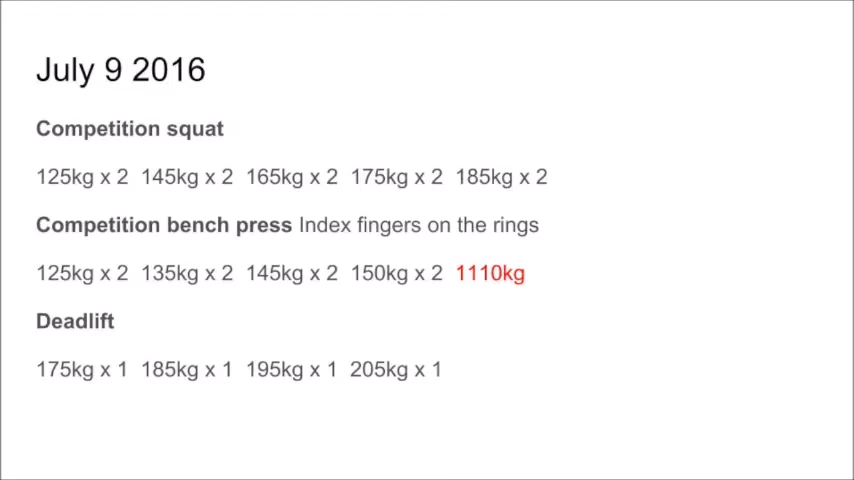 July 9 2016
Competition squat
125kg x 2 145kg x 2 165kg x 2 175kg x 2 185kg x 2
Competition bench press Index fingers on the rings
125kg x 2 135kg x 2 145kg x 2 150kg x 2 1110kg
Deadlift
175kg x 1 185kg x 1 195kg x 1 205kg x 1